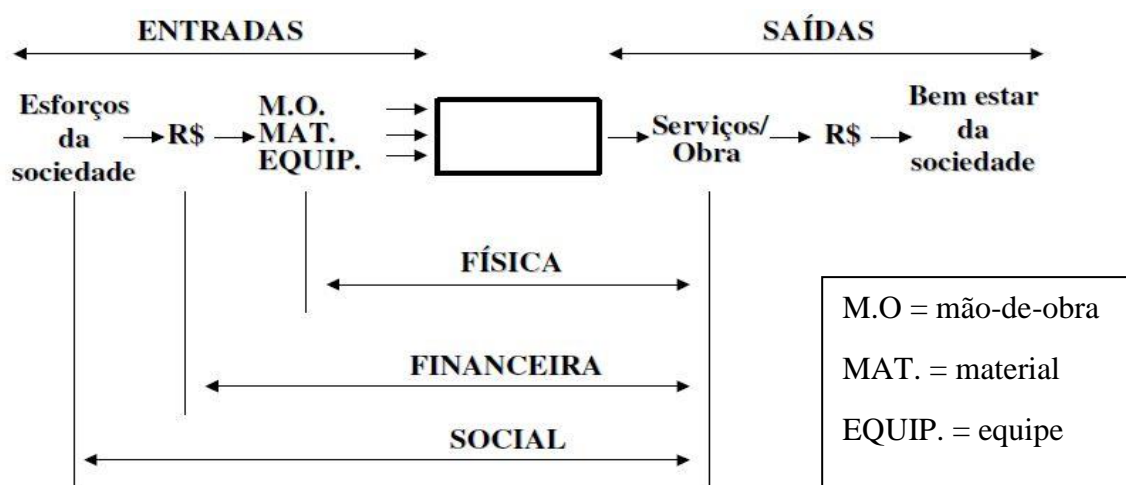 ENTRADAS
SAÍDAS
Esforços
da
sociedade
R$
M.O.
MAT.
EQUIP.
Serviços/
Obra
R$
Bem estar
da
sociedade
FÍSICA
FINANCEIRA
SOCIAL
M.O = mão-de-obra
MAT. = material
EQUIP. = equipe